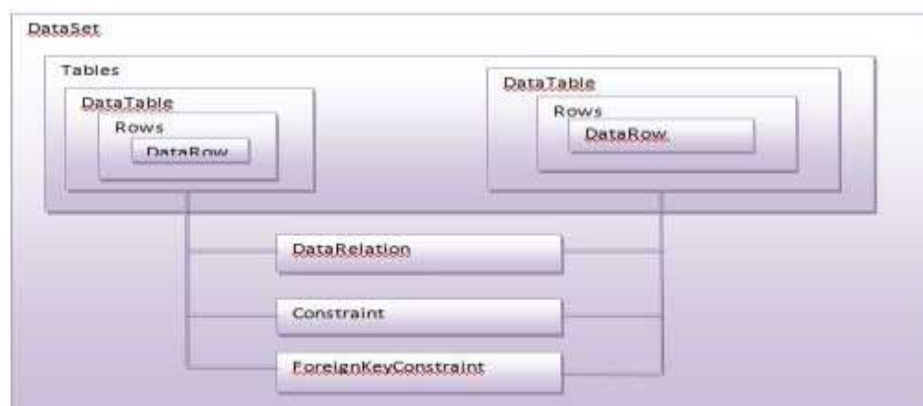 DataSet
Tables
DataTable
Rows
DataRow
DataTable
Rows
DataRow
DataRelation
Constraint
ForeignKeyConstraint